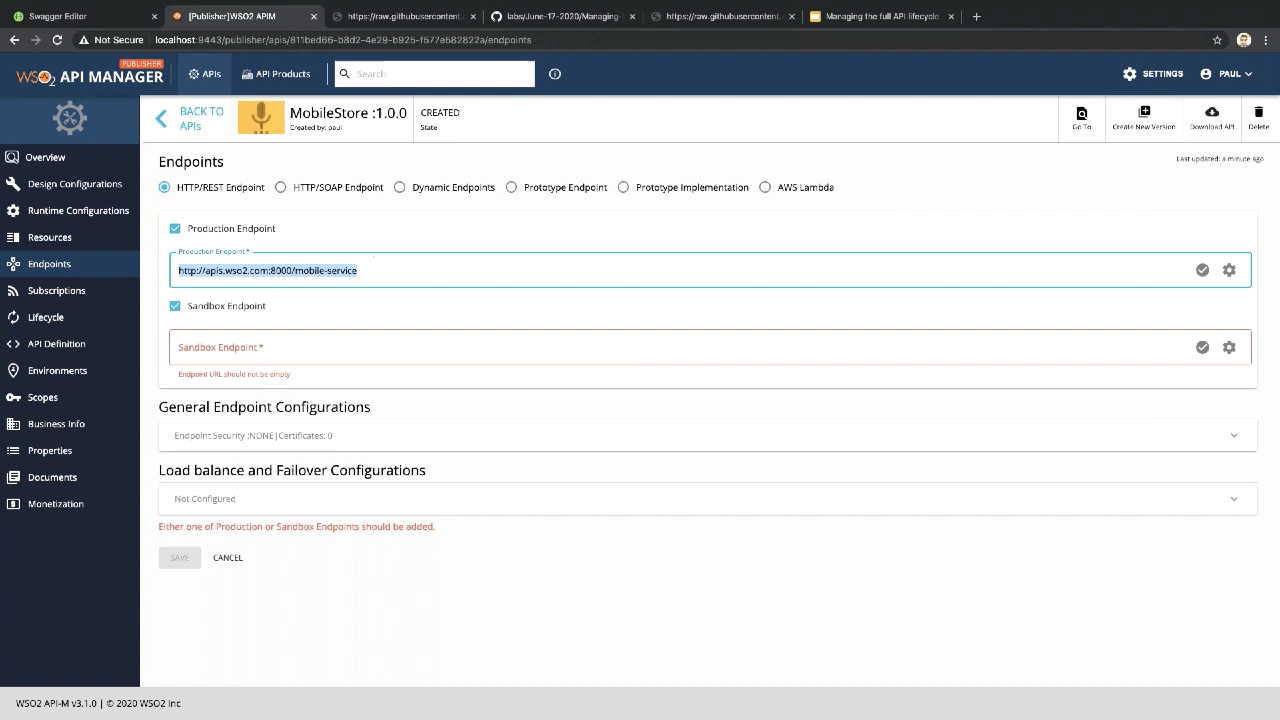 Swagger Editor
[Publisher]WSO2 APIM
https://raw.githubusercontent.
labs/June-17-2020/Managing-
https://raw.githubusercontent.
Managing the full API lifecycle
Not Secure
localhost:9443/publisher/apis/811bed66-b8d2-4e29-b925-f577e582822a/endpoints
PUBLISHER
WSO2 API MANAGER
APIs
API Products
Search
SETTINGS
PAUL
BACK TO APIs
MobileStore :1.0.0
Created by: paul
CREATED
State
Go To
Create New Version
Download API
Delete
Overview
Design Configurations
Runtime Configurations
Resources
Endpoints
Subscriptions
Lifecycle
API Definition
Environments
Scopes
Business Info
Properties
Documents
Monetization
Endpoints
Last updated: a minute ago
HTTP/REST Endpoint
HTTP/SOAP Endpoint
Dynamic Endpoints
Prototype Endpoint
Prototype Implementation
AWS Lambda
Production Endpoint
Production Endpoint *
http://apis.wso2.com:8000/mobile-service
Sandbox Endpoint
Sandbox Endpoint *
Endpoint URL should not be empty
General Endpoint Configurations
Endpoint Security :NONE|Certificates: 0
Load balance and Failover Configurations
Not Configured
Either one of Production or Sandbox Endpoints should be added.
SAVE
CANCEL
WSO2 API-M v3.1.0 | © 2020 WSO2 Inc